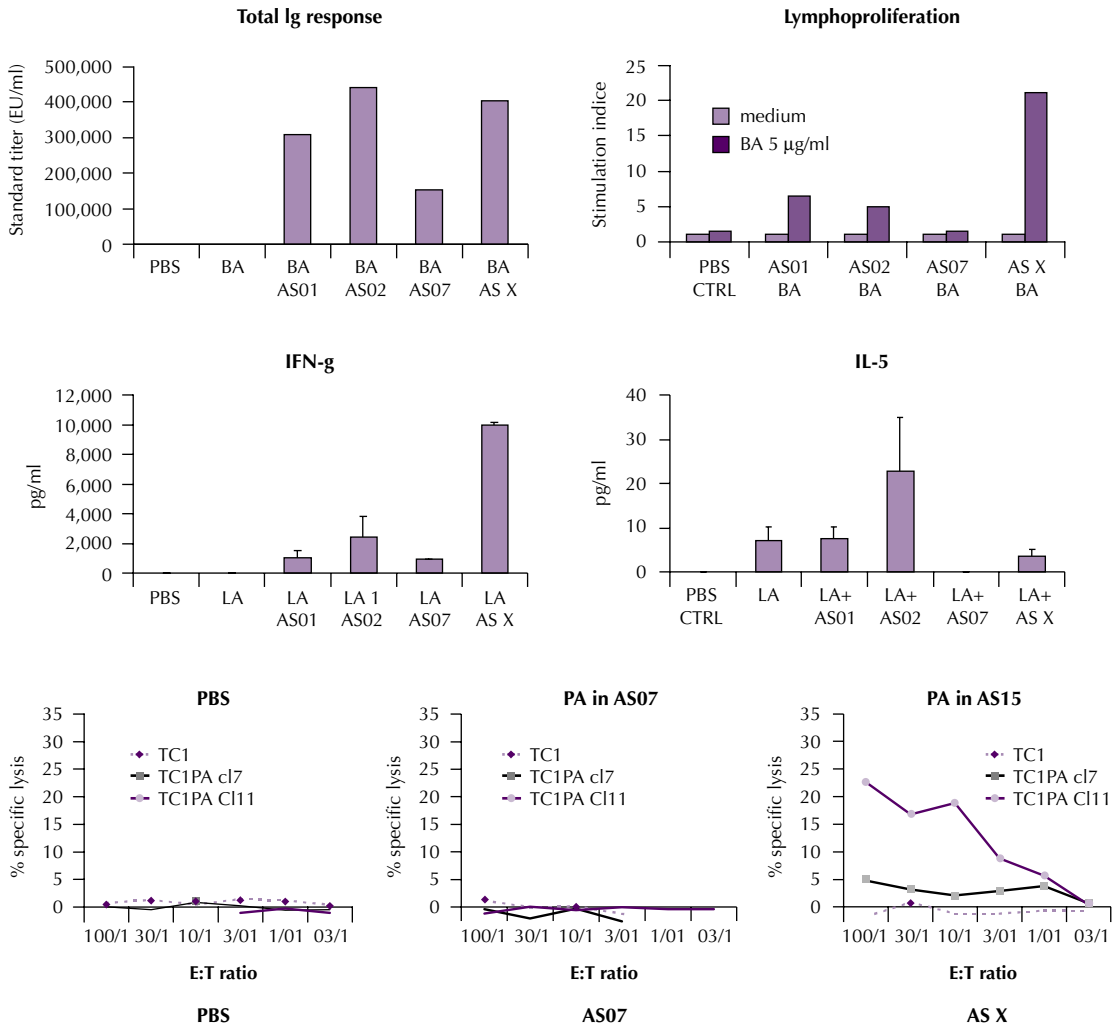 Total Ig response
Standard titer (EU/ml)
500,000
400,000
300,000
200,000
100,000
0
PBS
BA
BA AS01
BA AS02
BA AS07
BA AS X
Lymphoproliferation
Stimulation indice
25
20
15
10
5
0
medium
BA 5 µg/ml
PBS CTRL
AS01 BA
AS02 BA
AS07 BA
AS X BA
IFN-g
pg/ml
12,000
10,000
8,000
6,000
4,000
2,000
0
PBS
LA
LA AS01
LA 1 AS02
LA AS07
LA AS X
IL-5
pg/ml
40
30
20
10
0
PBS CTRL
LA
LA+ AS01
LA+ AS02
LA+ AS07
LA+ AS X
PBS
% specific lysis
35
30
25
20
15
10
5
0
TC1
TC1PA cl7
TC1PA Cl11
100/1 30/1 10/1 3/01 1/01 03/1
E:T ratio
PBS
PA in AS07
% specific lysis
35
30
25
20
15
10
5
0
TC1
TC1PA cl7
TC1PA Cl11
100/1 30/1 10/1 3/01 1/01 03/1
E:T ratio
AS07
PA in AS15
% specific lysis
35
30
25
20
15
10
5
0
TC1
TC1PA cl7
TC1PA Cl11
100/1 30/1 10/1 3/01 1/01 03/1
E:T ratio
AS X